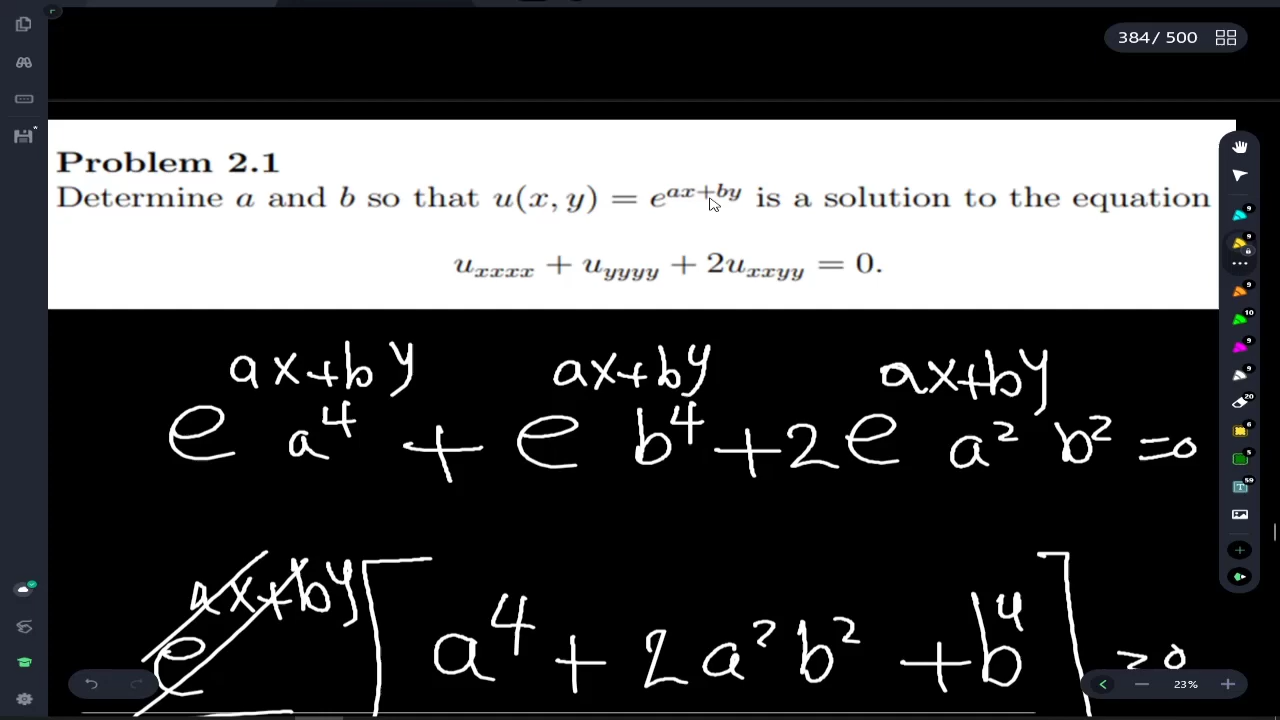 384/ 500
Problem 2.1
Determine a and b so that u(x, y) = e^{ax+by} is a solution to the equation
u_{xxxx} + u_{yyyy} + 2u_{xxyy} = 0.
e^{ax+by} a^4 + e^{ax+by} b^4 + 2e^{ax+by} a^2 b^2 = 0
e^{ax+by} [a^4 + 2a^2b^2 + b^4] = 0
23%